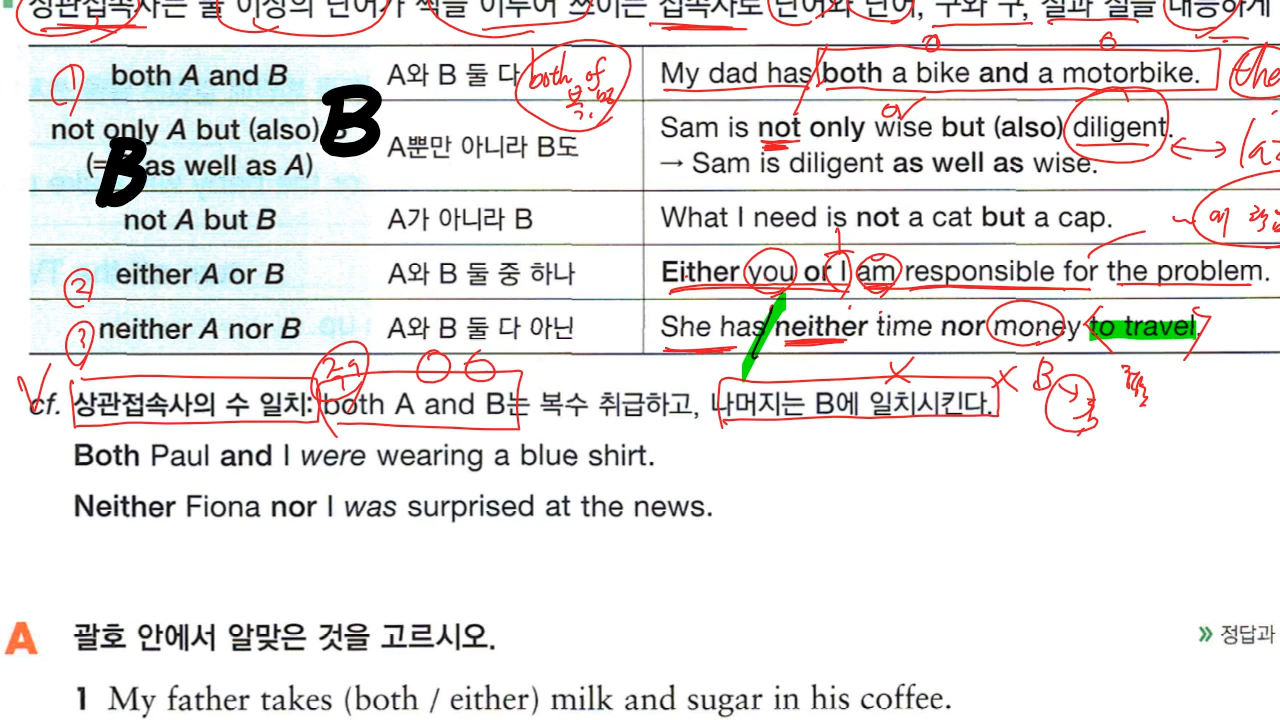 상관접속사는 둘 이상의 단어가 짝을 이루어 쓰이는 접속사로 단어와 단어, 구와 구, 절과 절을 대등하게
both A and B
A와 B 둘 다
both of
My dad has both a bike and a motorbike.
the
not only A but (also) B
(= B as well as A)
A뿐만 아니라 B도
or
Sam is not only wise but (also) diligent.
→ Sam is diligent as well as wise.
not A but B
A가 아니라 B
What I need is not a cat but a cap.
② either A or B
A와 B 둘 중 하나
Either you or I am responsible for the problem.
neither A nor B
A와 B 둘 다 아닌
She has neither time nor money to travel.
cf. 상관접속사의 수 일치: both A and B는 복수 취급하고, 나머지는 B에 일치시킨다.
B
Both Paul and I were wearing a blue shirt.
Neither Fiona nor I was surprised at the news.
A 괄호 안에서 알맞은 것을 고르시오.
» 정답과
1 My father takes (both / either) milk and sugar in his coffee.